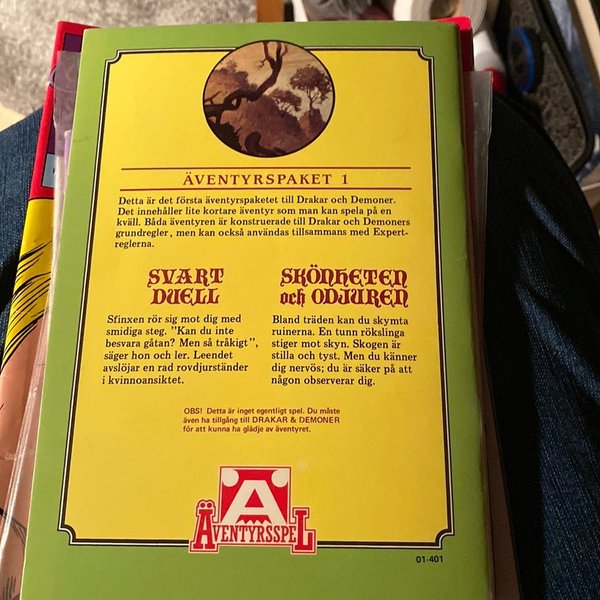 ÄVENTYRSPAKET 1
Detta är det första äventyrspaketet till Drakar och Demoner.
Det innehåller lite kortare äventyr som man kan spela på en
kväll. Båda äventyren är konstruerade till Drakar och Demoners
grundregler, men kan också användas tillsammans med Expert-
reglerna.
SVART
DUELL
Sfinxen rör sig mot dig med
smidiga steg. "Kan du inte
besvara gåtan? Men så tråkigt",
säger hon och ler. Leendet
avslöjar en rad rovdjurständer
i kvinnoansiktet.
SKÖNHETEN
och ODJUREN
Bland träden kan du skymta
ruinerna. En tunn rökslinga
stiger mot skyn. Skogen är
stilla och tyst. Men du känner
dig nervös; du är säker på att
någon observerar dig.
OBS! Detta är inget egentligt spel. Du måste
även ha tillgång till DRAKAR & DEMONER
för att kunna ha glädje av äventyret.
Ä
ÄVENTYRSSPEL
01-401